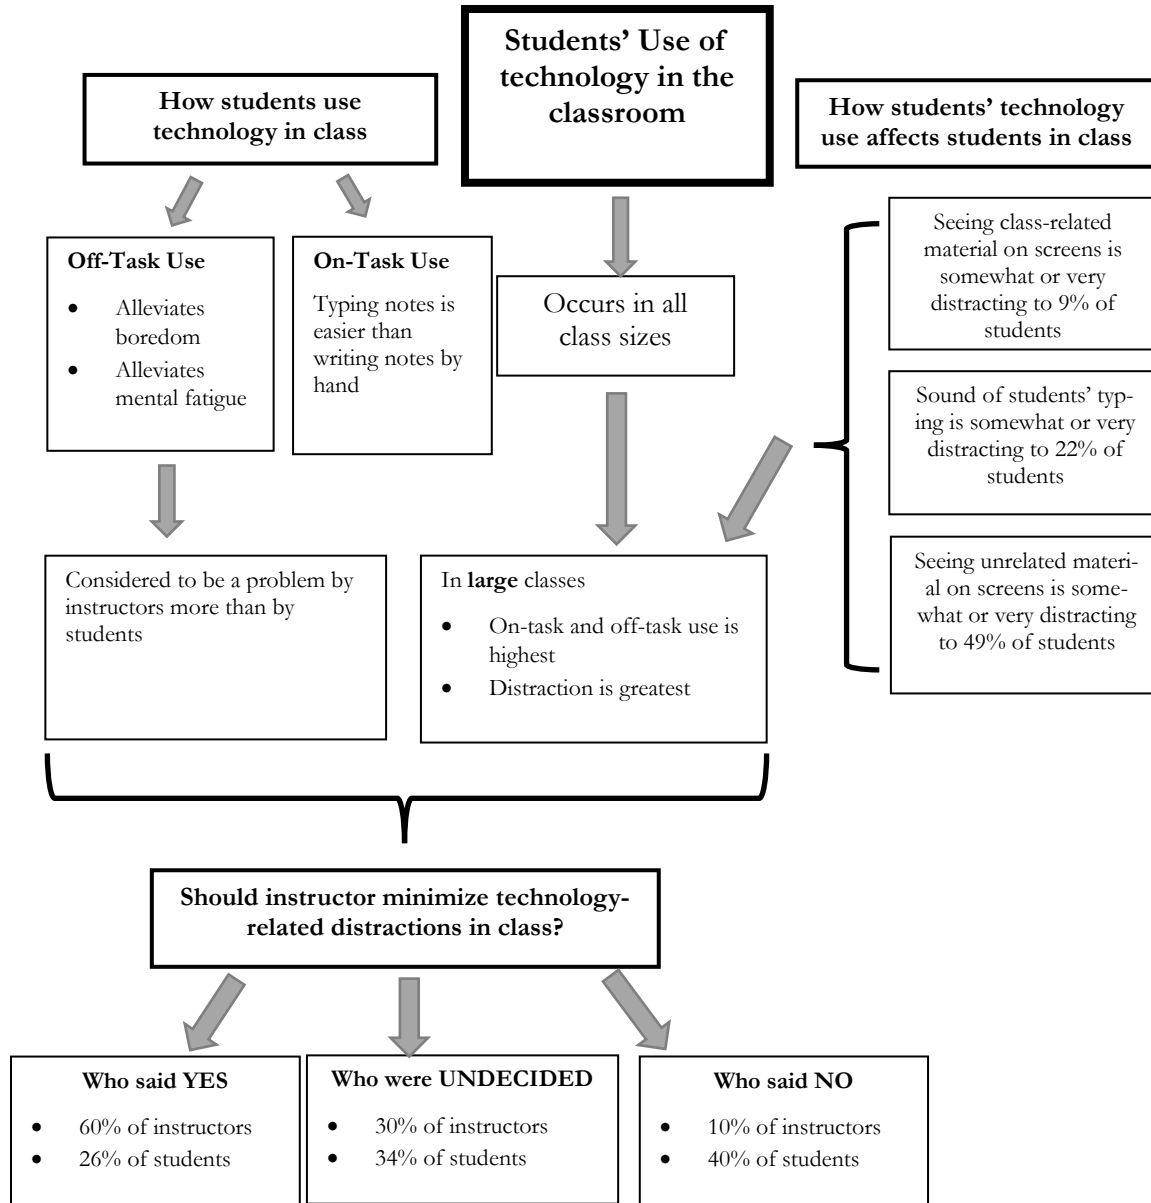 Students’ Use of
technology in the
classroom
How students use
technology in class
How students’ technology
use affects students in class
Off-Task Use
• Alleviates
boredom
• Alleviates
mental fatigue
On-Task Use
Typing notes is
easier than
writing notes by
hand
Occurs in all
class sizes
Seeing class-related
material on screens is
somewhat or very
distracting to 9% of
students
Sound of students’ typ-
ing is somewhat or very
distracting to 22% of
students
Seeing unrelated materi-
al on screens is some-
what or very distracting
to 49% of students
Considered to be a problem by
instructors more than by
students
In large classes
• On-task and off-task use is
highest
• Distraction is greatest
Should instructor minimize technology-
related distractions in class?
Who said YES
• 60% of instructors
• 26% of students
Who were UNDECIDED
• 30% of instructors
• 34% of students
Who said NO
• 10% of instructors
• 40% of students